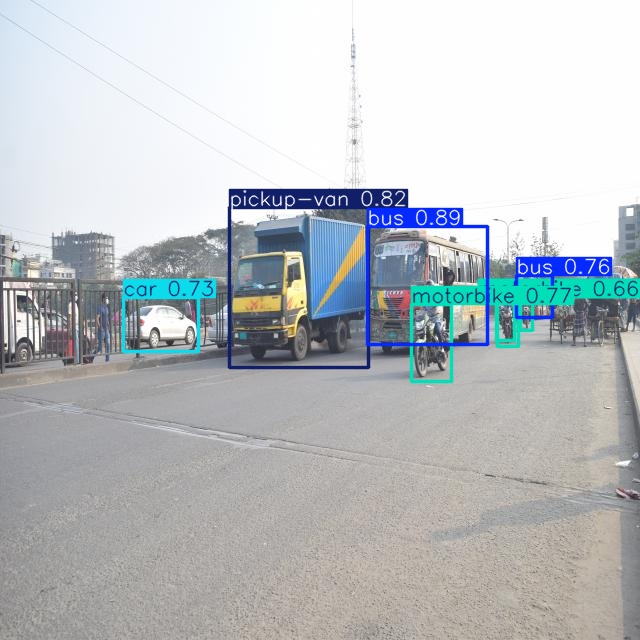 pickup-van 0.82
bus 0.89
bus 0.76
car 0.73
motorbike 0.77
0.66